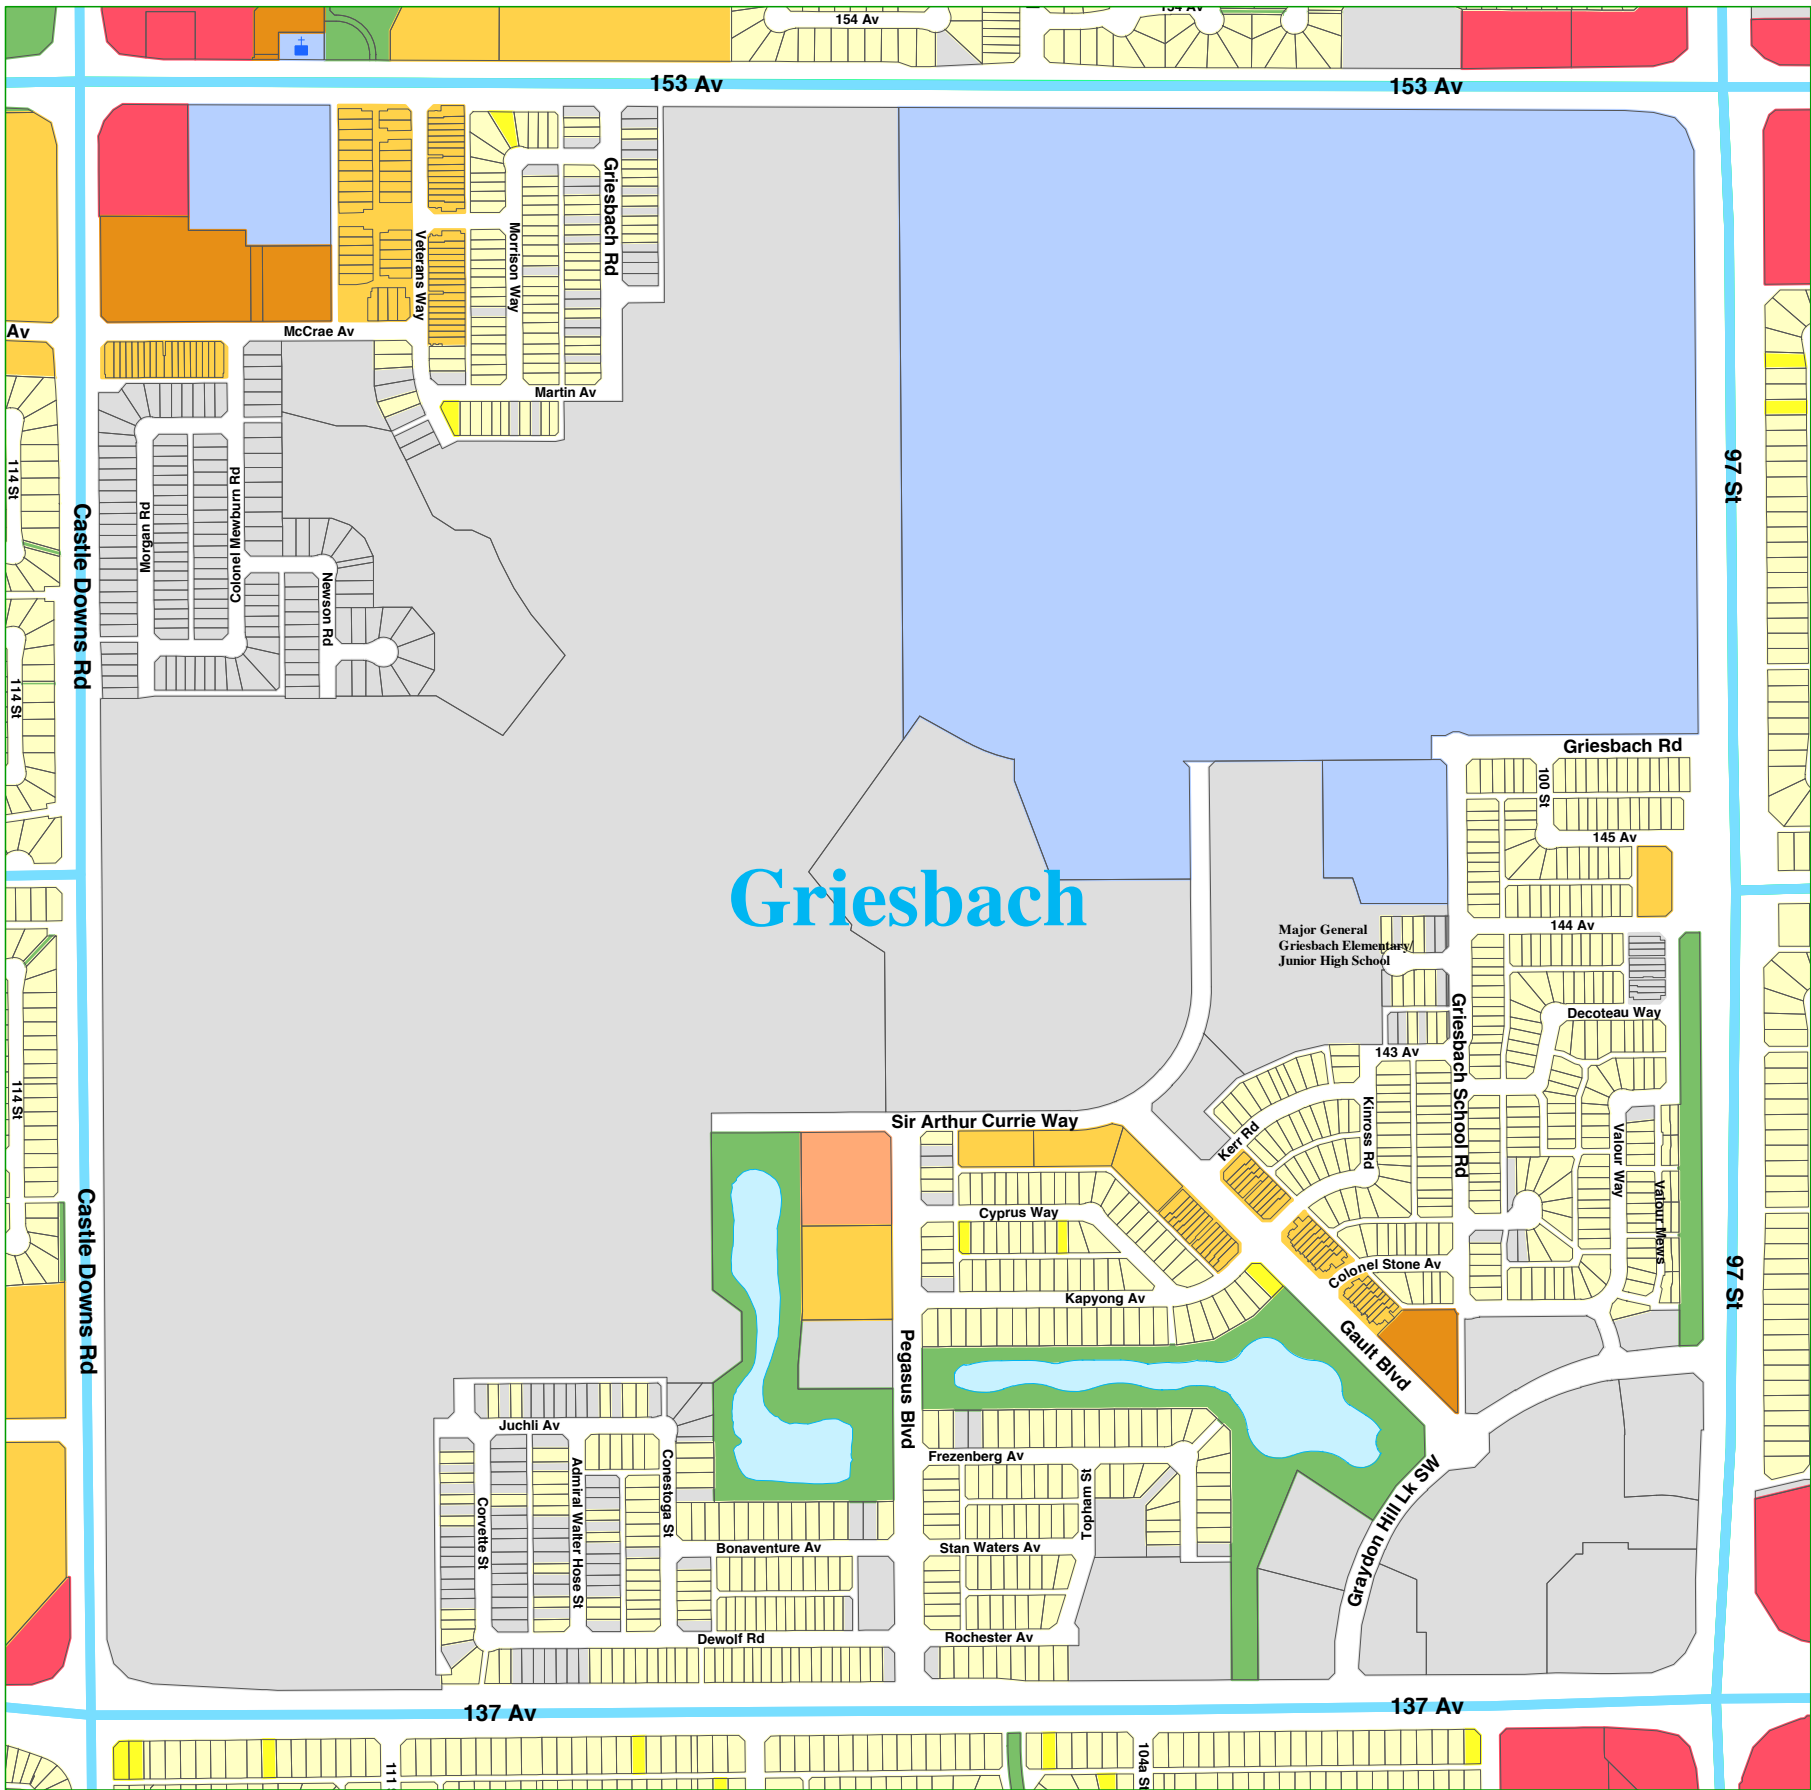 154 Av
154 Av
153 Av
153 Av
Griesbach Rd
Morrison Way
Veterans Way
Av
McCrae Av
Martin Av
114 St
Castle Downs Rd
Morgan Rd
Colonel Mewburn Rd
Newson Rd
97 St
114 St
Griesbach Rd
100 St
145 Av
Griesbach
144 Av
Major General
Griesbach Elementary/
Junior High School
Decoteau Way
Griesbach School Rd
143 Av
114 St
Sir Arthur Currie Way
Kerr Rd
Kinross Rd
Valour Way
Valour Mews
Cyprus Way
Castle Downs Rd
Colonel Stone Av
97 St
Kapyong Av
Gault Blvd
Pegasus Blvd
Juchli Av
Conestoga St
Admiral Walter Hose St
Corvette St
Frezenberg Av
Topham St
Graydon Hill Lk SW
Bonaventure Av
Stan Waters Av
Dewolf Rd
Rochester Av
137 Av
137 Av
104a St